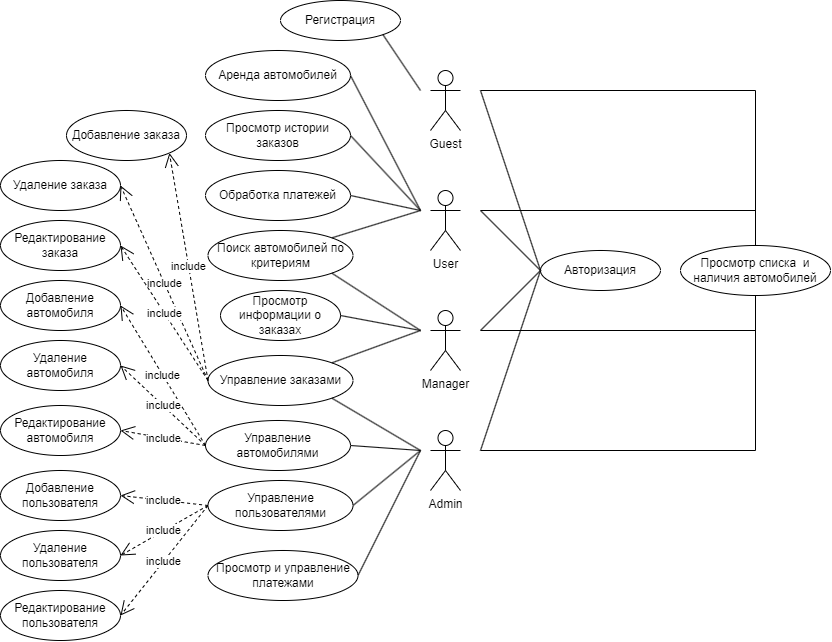 Регистрация
Аренда автомобилей
Guest
Добавление заказа
Просмотр истории
заказов
Удаление заказа
Обработка платежей
User
Редактирование
заказа
Поиск автомобилей по
критериям
Авторизация
Просмотр списка и
наличия автомобилей
include
include
include
Добавление
автомобиля
Просмотр
информации о
заказах
Удаление
автомобиля
include
Управление заказами
Manager
include
Редактирование
автомобиля
include
Управление
автомобилями
Добавление
пользователя
include
Управление
пользователями
Admin
include
Удаление
пользователя
include
Просмотр и управление
платежами
Редактирование
пользователя